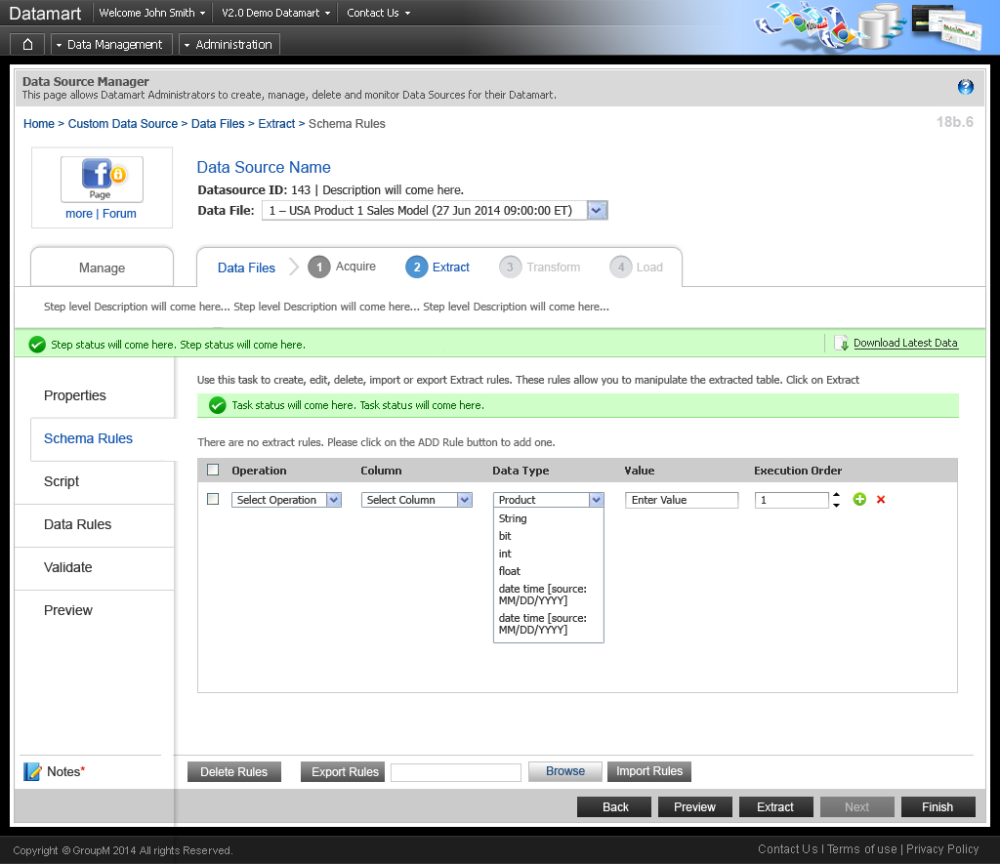 Datamart Welcome John Smith V2.0 Demo Datamart Contact Us
Data Management Administration
Data Source Manager
This page allows Datamart Administrators to create, manage, delete and monitor Data Sources for their Datamart.
Home > Custom Data Source > Data Files > Extract > Schema Rules 18b.6
Data Source Name
Datasource ID: 143 | Description will come here.
Page
Data File: 1 – USA Product 1 Sales Model (27 Jun 2014 09:00:00 ET)
more | Forum
Manage Data Files 1 Acquire 2 Extract 3 Transform 4 Load
Step level Description will come here... Step level Description will come here... Step level Description will come here...
Step status will come here. Step status will come here. Download Latest Data
Use this task to create, edit, delete, import or export Extract rules. These rules allow you to manipulate the extracted table. Click on Extract
Properties
Task status will come here. Task status will come here.
Schema Rules
There are no extract rules. Please click on the ADD Rule button to add one.
Operation Column Data Type Value Execution Order
Script
Select Operation Select Column Product Enter Value 1
String
Data Rules
bit
int
Validate
float
date time [source:
MM/DD/YYYY]
Preview
date time [source:
MM/DD/YYYY]
Notes* Delete Rules Export Rules Browse Import Rules
Back Preview Extract Next Finish
Copyright © GroupM 2014 All rights Reserved. Contact Us | Terms of use | Privacy Policy